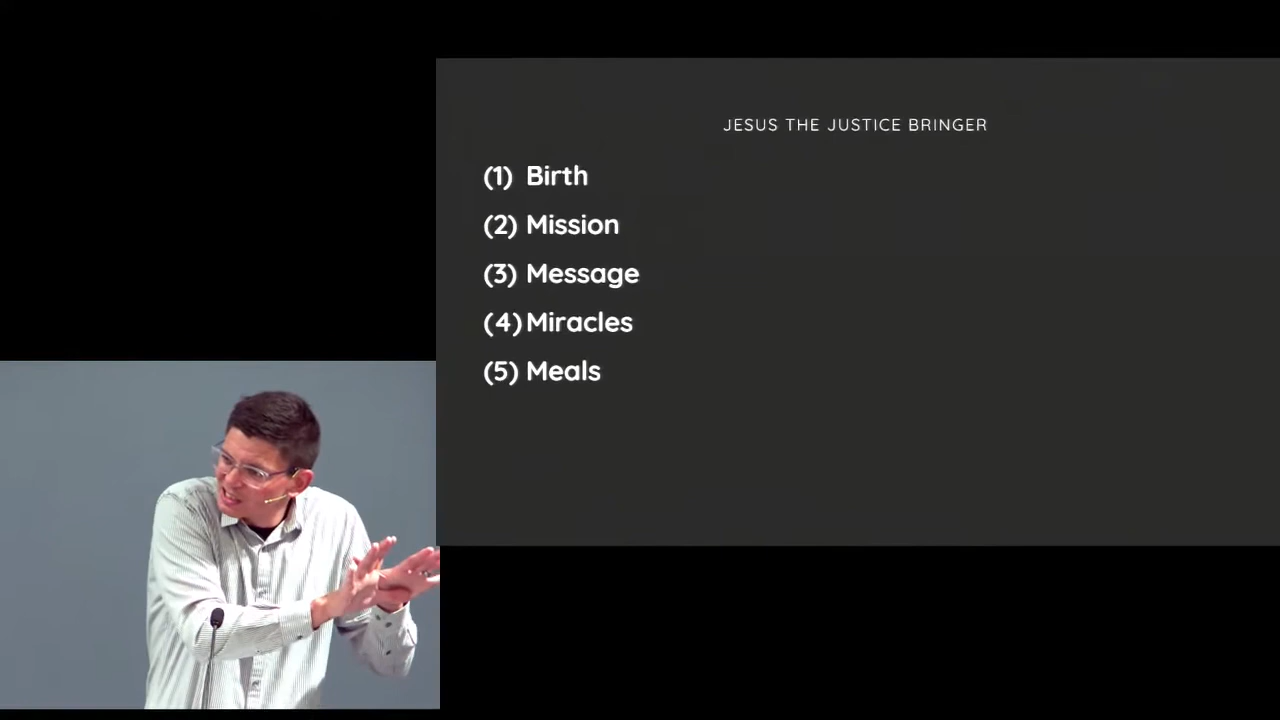 JESUS THE JUSTICE BRINGER
(1) Birth
(2) Mission
(3) Message
(4) Miracles
(5) Meals